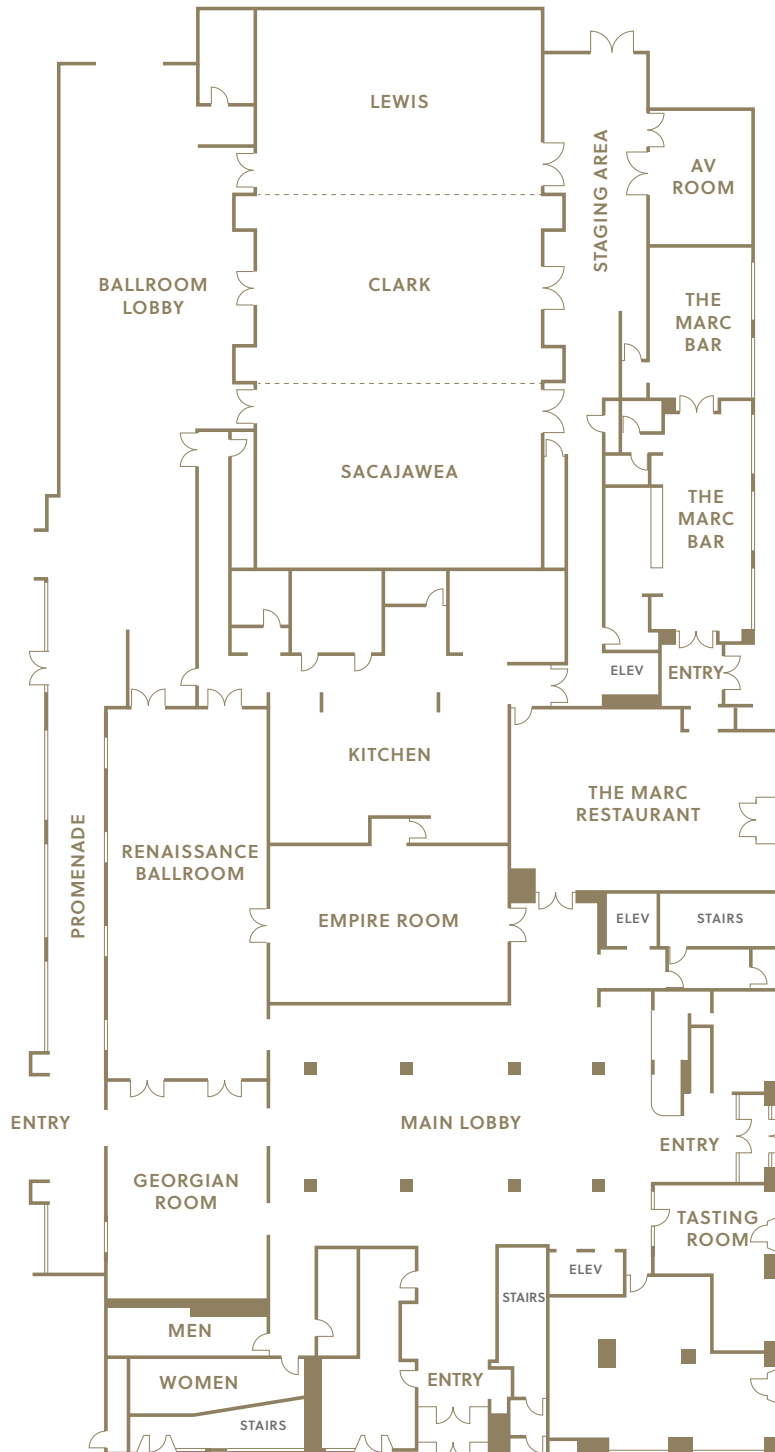 LEWIS
STAGING AREA
AV
ROOM
BALLROOM
LOBBY
CLARK
THE
MARC
BAR
SACAJAWEA
THE
MARC
BAR
ELEV
ENTRY
KITCHEN
THE MARC
RESTAURANT
PROMENADE
RENAISSANCE
BALLROOM
EMPIRE ROOM
ELEV
STAIRS
ENTRY
MAIN LOBBY
ENTRY
GEORGIAN
ROOM
TASTING
ROOM
ELEV
STAIRS
MEN
WOMEN
ENTRY
STAIRS